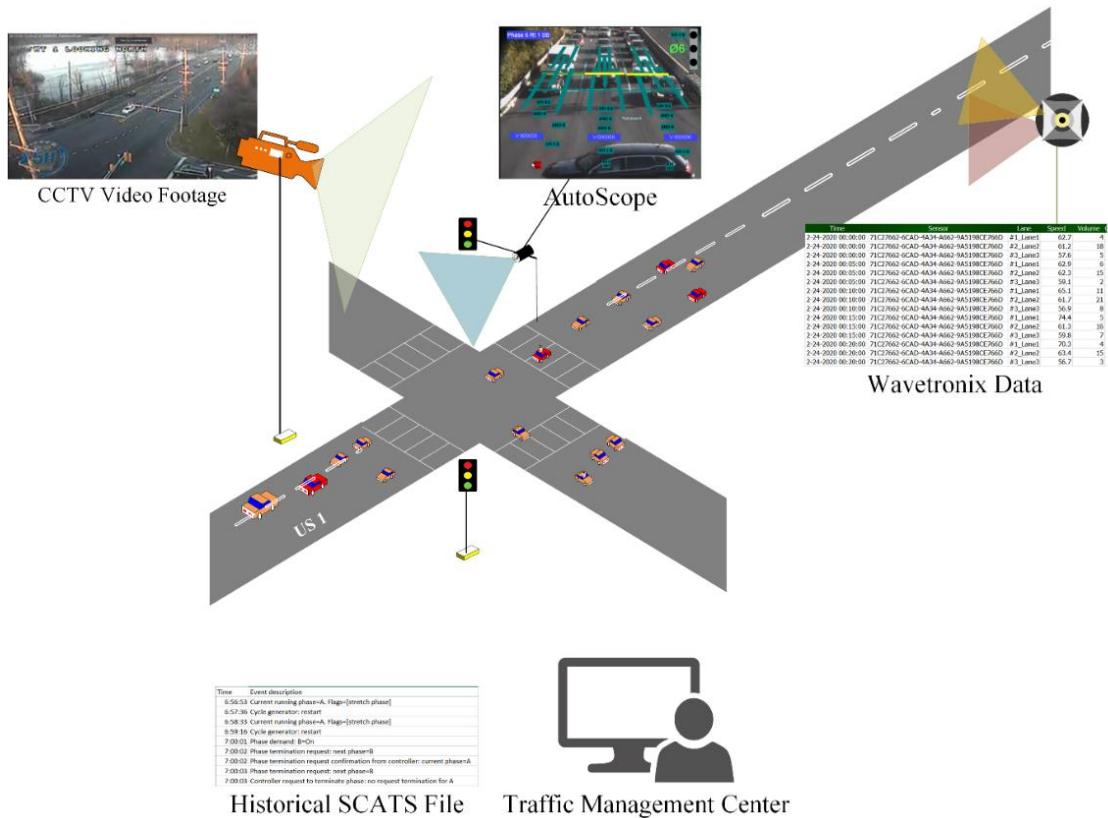 LOOKING NORTH
CCTV Video Footage
Phase 6 Rt 1 SB
Ø6
AutoScope
Time Sensor Lane Speed Volume
2-24-2020 00:00:00 71C27662-6CAD-4A34-A662-9A5198CE766D #1_Lane1 62.7 4
2-24-2020 00:00:00 71C27662-6CAD-4A34-A662-9A5198CE766D #2_Lane2 61.2 18
2-24-2020 00:00:00 71C27662-6CAD-4A34-A662-9A5198CE766D #3_Lane3 57.6 5
2-24-2020 00:05:00 71C27662-6CAD-4A34-A662-9A5198CE766D #1_Lane1 62.9 6
2-24-2020 00:05:00 71C27662-6CAD-4A34-A662-9A5198CE766D #2_Lane2 62.3 15
2-24-2020 00:05:00 71C27662-6CAD-4A34-A662-9A5198CE766D #3_Lane3 59.1 2
2-24-2020 00:10:00 71C27662-6CAD-4A34-A662-9A5198CE766D #1_Lane1 65.1 11
2-24-2020 00:10:00 71C27662-6CAD-4A34-A662-9A5198CE766D #2_Lane2 61.7 21
2-24-2020 00:10:00 71C27662-6CAD-4A34-A662-9A5198CE766D #3_Lane3 56.9 8
2-24-2020 00:15:00 71C27662-6CAD-4A34-A662-9A5198CE766D #1_Lane1 74.4 5
2-24-2020 00:15:00 71C27662-6CAD-4A34-A662-9A5198CE766D #2_Lane2 61.3 16
2-24-2020 00:15:00 71C27662-6CAD-4A34-A662-9A5198CE766D #3_Lane3 59.8 7
2-24-2020 00:20:00 71C27662-6CAD-4A34-A662-9A5198CE766D #1_Lane1 70.3 4
2-24-2020 00:20:00 71C27662-6CAD-4A34-A662-9A5198CE766D #2_Lane2 63.4 15
2-24-2020 00:20:00 71C27662-6CAD-4A34-A662-9A5198CE766D #3_Lane3 56.7 3
Wavetronix Data
US 1
Time Event description
6:56:53 Current running phase=A. Flags=[stretch phase]
6:57:36 Cycle generator: restart
6:58:33 Current running phase=A. Flags=[stretch phase]
6:59:16 Cycle generator: restart
7:00:01 Phase demand: B=On
7:00:02 Phase termination request: next phase=B
7:00:02 Phase termination request confirmation from controller: current phase=A
7:00:03 Phase termination request: next phase=B
7:00:03 Controller request to terminate phase: no request termination for A
Historical SCATS File
Traffic Management Center